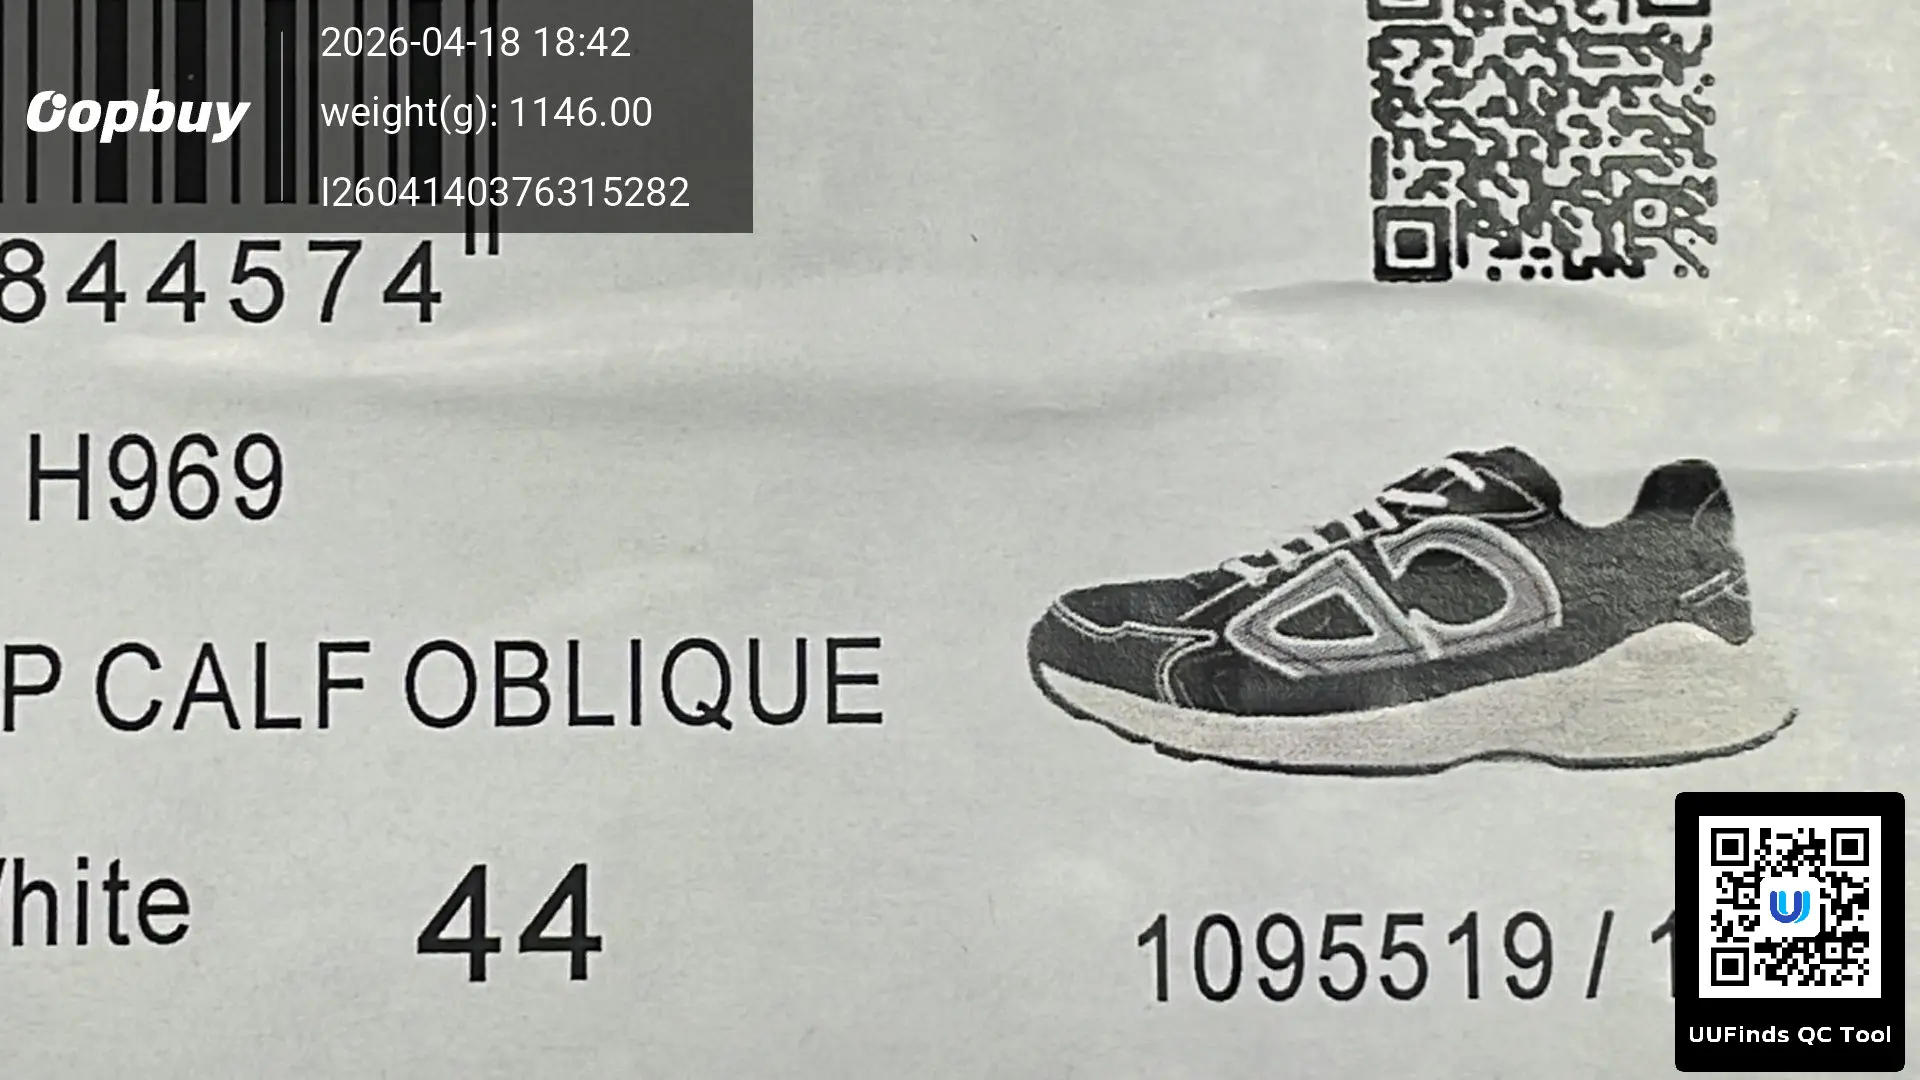 2026-04-18 18:42
Oopbuy
weight(g): 1146.00
I2604140376315282
844574
H969
P CALF OBLIQUE
hite
44
1095519 / 1
UUFinds QC Tool